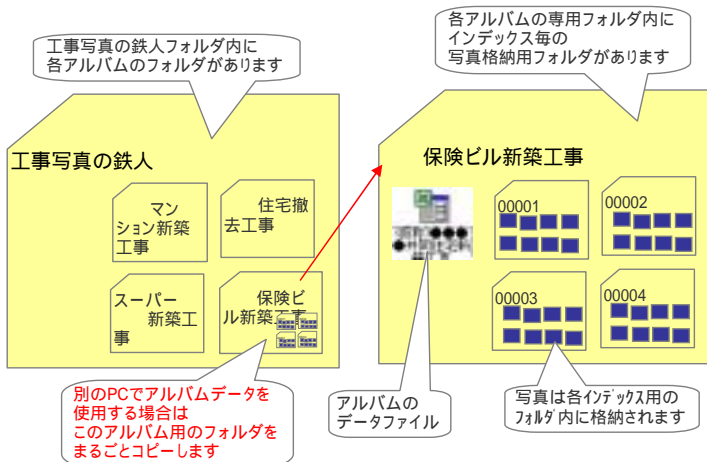 工事写真の鉄人フォルダ内に
各アルバムのフォルダがあります
各アルバムの専用フォルダ内に
インデックス毎の
写真格納用フォルダがあります
工事写真の鉄人
マン
ション新築
工事
住宅撤
去工事
スーパー
新築工
事
保険ビ
ル新築工事
保険ビル新築工事
00001
00002
00003
00004
別のPCでアルバムデータを
使用する場合は
このアルバム用のフォルダを
まるごとコピーします
アルバムの
データファイル
写真は各インデックス用の
フォルダ内に格納されます